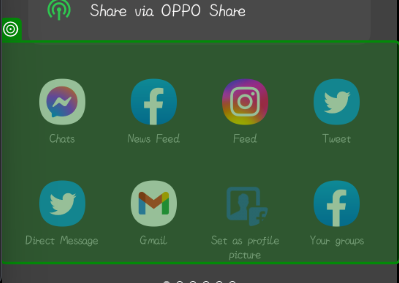 Share via OPPO Share
Chats News Feed Feed Tweet
Direct Message Gmail Set as profile picture Your groups